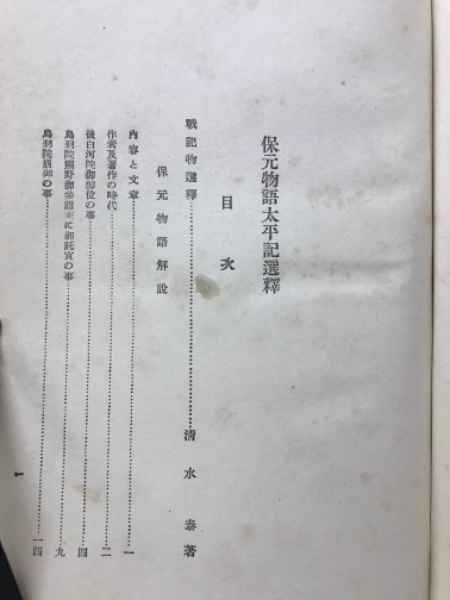 保元物語太平記選釋
目次
戰記物選釋……清水泰著
保元物語解説
内容と文章……一
作者及著作の時代……二
後白河院御即位の事……四
鳥羽院熊野御參詣并に御託宣の事……九
鳥羽院崩御の事……一四
一